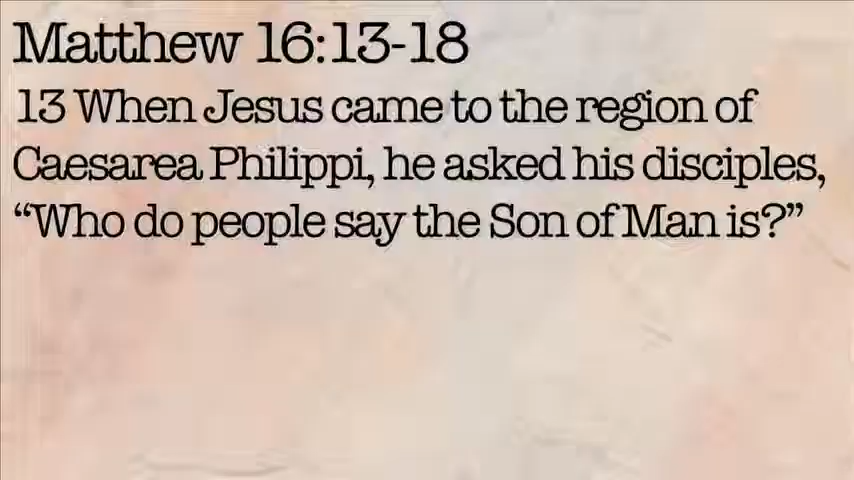 Matthew 16:13-18
13 When Jesus came to the region of
Caesarea Philippi, he asked his disciples,
“Who do people say the Son of Man is?”